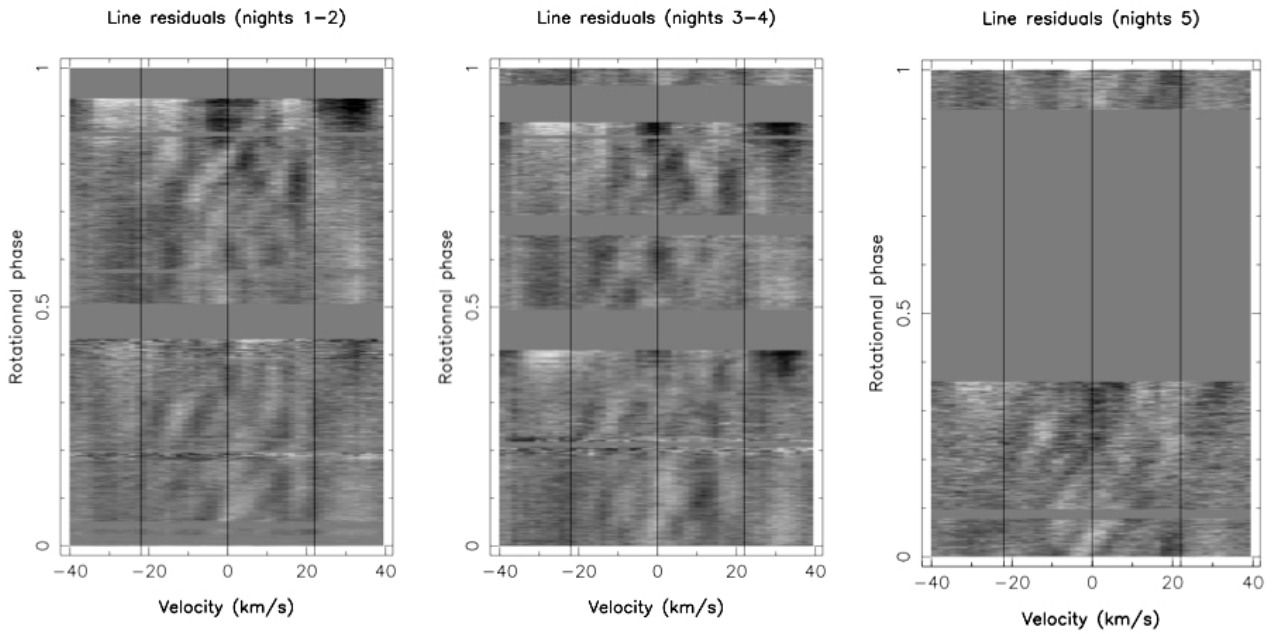 Line residuals (nights 1−2)
Rotationnal phase
1
0.5
0
−40 −20 0 20 40
Velocity (km/s)
Line residuals (nights 3−4)
Rotationnal phase
1
0.5
0
−40 −20 0 20 40
Velocity (km/s)
Line residuals (nights 5)
Rotationnal phase
1
0.5
0
−40 −20 0 20 40
Velocity (km/s)